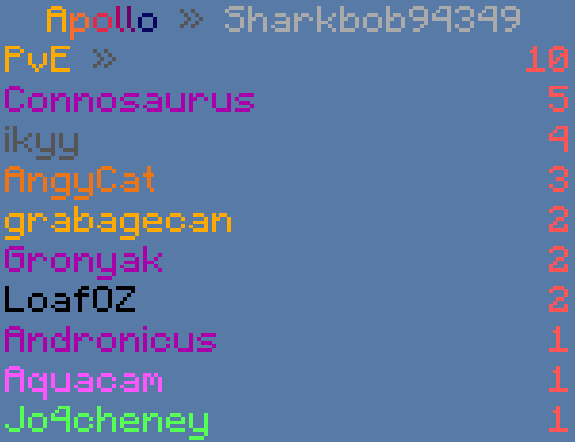 Apollo » Sharkbob94349
PvE » 10
Connosaurus 5
ikyy 4
AngyCat 3
grabagecan 2
Gronyak 2
LoafOZ 2
Andronicus 1
Aquacam 1
Jo4cheney 1